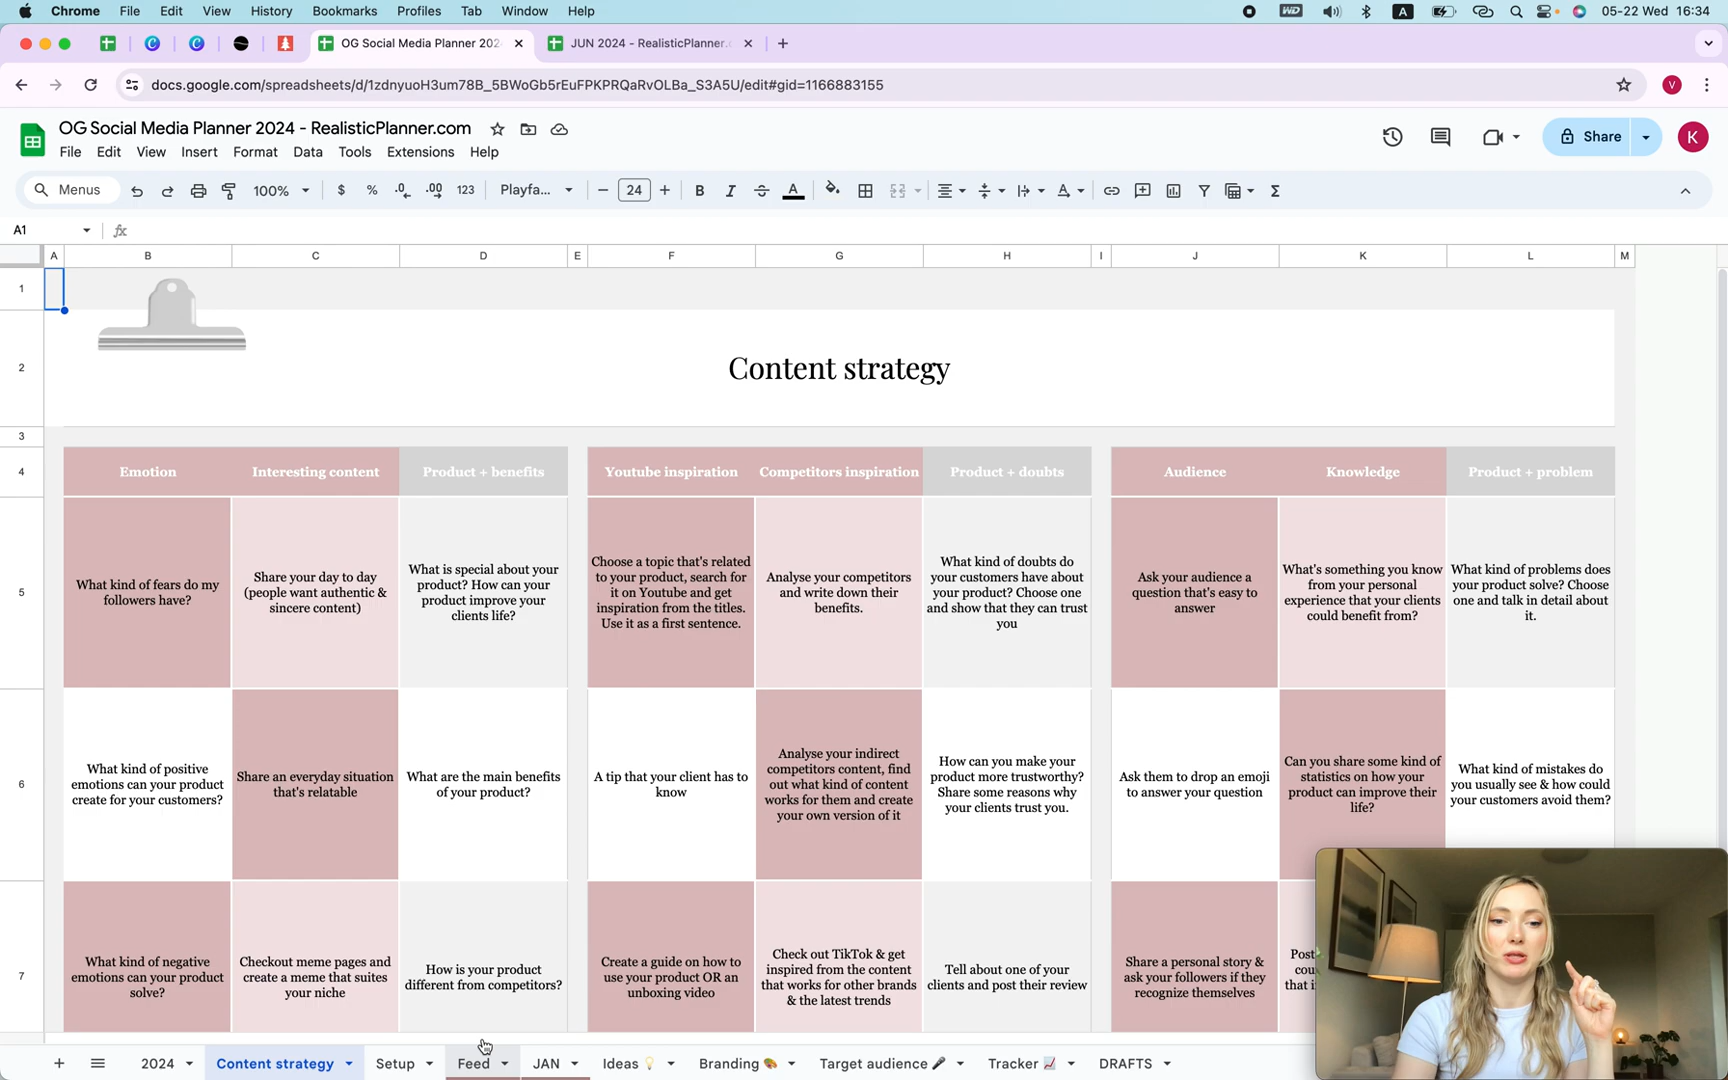 Chrome File Edit View History Bookmarks Profiles Tab Window Help
WD A 05-22 Wed 16:34
OG Social Media Planner 202 JUN 2024 - RealisticPlanner.
docs.google.com/spreadsheets/d/1zdnyuoH3um78B_5BWoGb5rEuFPKPRQaRvOLBa_S3A5U/edit#gid=1166883155
V
OG Social Media Planner 2024 - RealisticPlanner.com
File Edit View Insert Format Data Tools Extensions Help
Share
K
Menus 100% $ % .0 .00 123 Playfa... 24 B I A
A1 fx
A B C D E F G H I J K L M
1
2
Content strategy
3
4
Emotion Interesting content Product + benefits Youtube inspiration Competitors inspiration Product + doubts Audience Knowledge Product + problem
5
What kind of fears do my
followers have?
Share your day to day
(people want authentic &
sincere content)
What is special about your
product? How can your
product improve your
clients life?
Choose a topic that's related
to your product, search for
it on Youtube and get
inspiration from the titles.
Use it as a first sentence.
Analyse your competitors
and write down their
benefits.
What kind of doubts do
your customers have about
your product? Choose one
and show that they can trust
you
Ask your audience a
question that's easy to
answer
What's something you know
from your personal
experience that your clients
could benefit from?
What kind of problems does
your product solve? Choose
one and talk in detail about
it.
6
What kind of positive
emotions can your product
create for your customers?
Share an everyday situation
that's relatable
What are the main benefits
of your product?
A tip that your client has to
know
Analyse your indirect
competitors content, find
out what kind of content
works for them and create
your own version of it
How can you make your
product more trustworthy?
Share some reasons why
your clients trust you.
Ask them to drop an emoji
to answer your question
Can you share some kind of
statistics on how your
product can improve their
life?
What kind of mistakes do
you usually see & how could
your customers avoid them?
7
What kind of negative
emotions can your product
solve?
Checkout meme pages and
create a meme that suites
your niche
How is your product
different from competitors?
Create a guide on how to
use your product OR an
unboxing video
Check out TikTok & get
inspired from the content
that works for other brands
& the latest trends
Tell about one of your
clients and post their review
Share a personal story &
ask your followers if they
recognize themselves
Post
cou
that i
2024 Content strategy Setup Feed JAN Ideas Branding Target audience Tracker DRAFTS